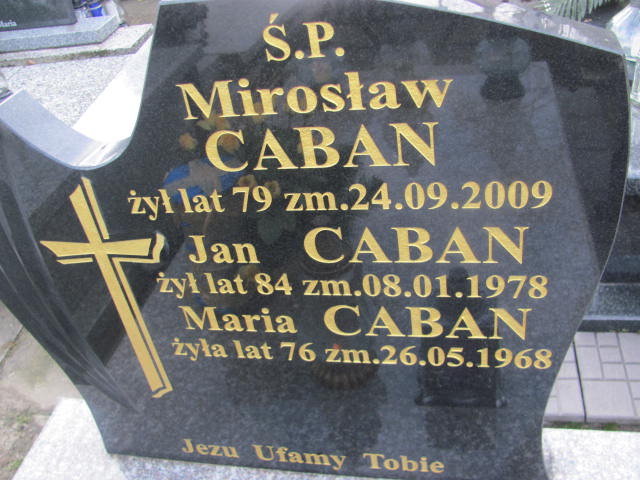 Ś.P.
Mirosław
CABAN
żył lat 79 zm.24.09.2009
Jan CABAN
żył lat 84 zm.08.01.1978
Maria CABAN
żyła lat 76 zm.26.05.1968
Jezu Ufamy Tobie
Maria